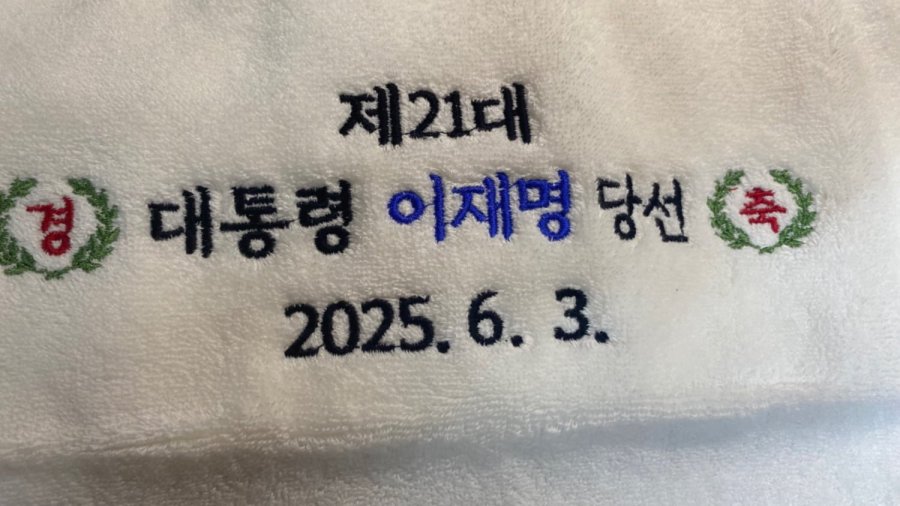 제21대
경 대통령 이재명 당선 축
2025. 6. 3.